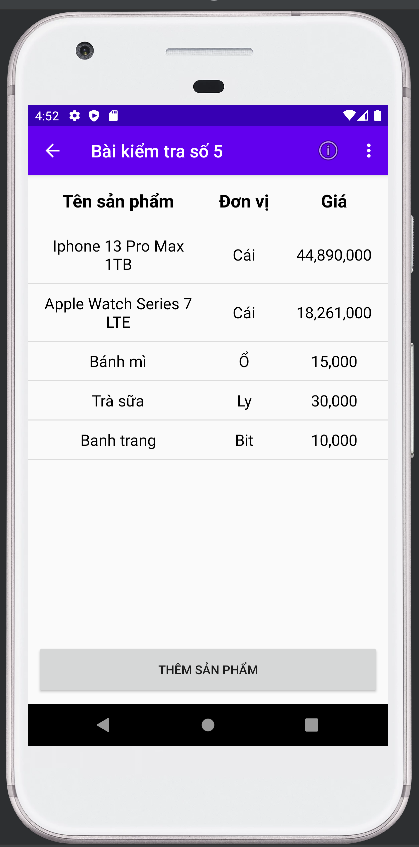 4:52
Bài kiểm tra số 5
Tên sản phẩm Đơn vị Giá
Iphone 13 Pro Max
1TB
Cái 44,890,000
Apple Watch Series 7
LTE
Cái 18,261,000
Bánh mì Ổ 15,000
Trà sữa Ly 30,000
Banh trang Bit 10,000
THÊM SẢN PHẨM